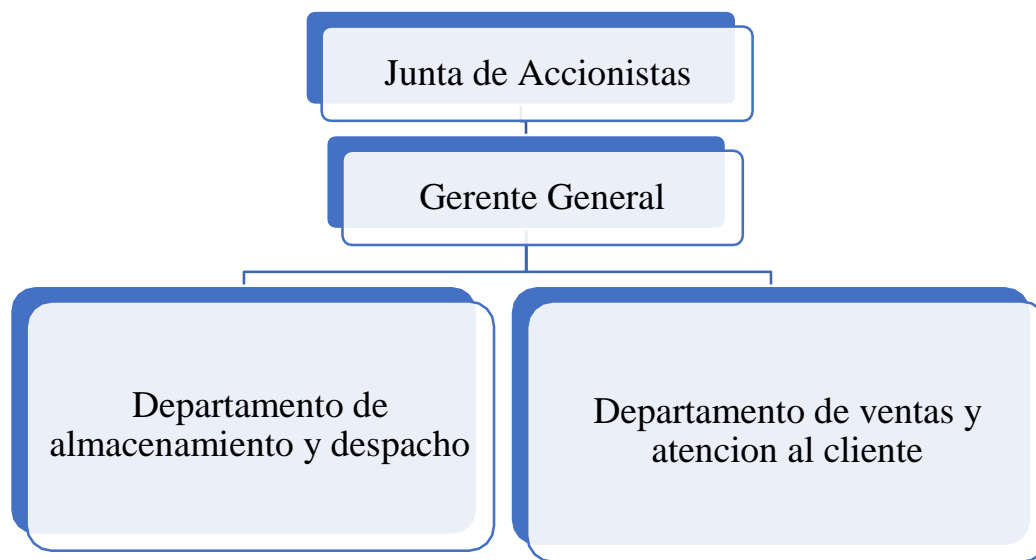 Junta de Accionistas
Gerente General
Departamento de
almacenamiento y despacho
Departamento de ventas y
atencion al cliente